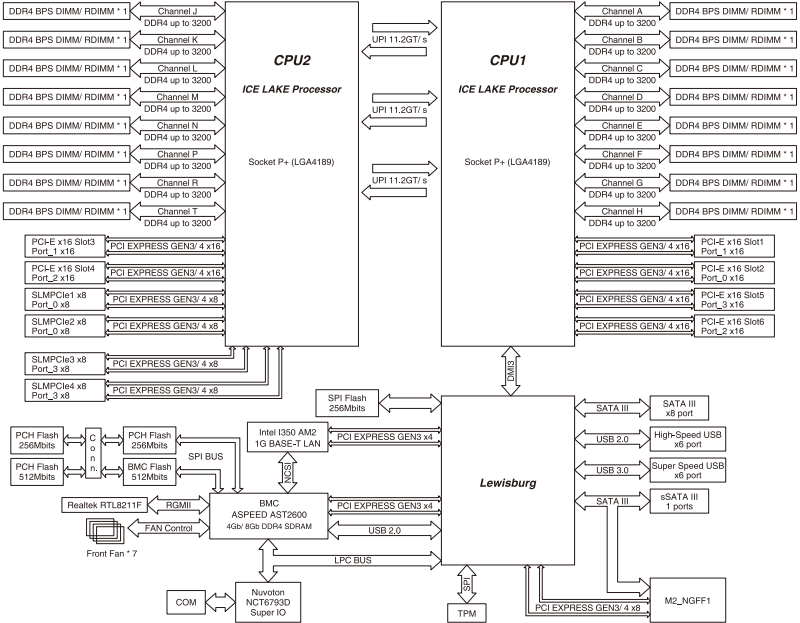 DDR4 BPS DIMM/ RDIMM * 1
Channel J
DDR4 up to 3200
DDR4 BPS DIMM/ RDIMM * 1
Channel K
DDR4 up to 3200
DDR4 BPS DIMM/ RDIMM * 1
Channel L
DDR4 up to 3200
DDR4 BPS DIMM/ RDIMM * 1
Channel M
DDR4 up to 3200
DDR4 BPS DIMM/ RDIMM * 1
Channel N
DDR4 up to 3200
DDR4 BPS DIMM/ RDIMM * 1
Channel P
DDR4 up to 3200
DDR4 BPS DIMM/ RDIMM * 1
Channel R
DDR4 up to 3200
DDR4 BPS DIMM/ RDIMM * 1
Channel T
DDR4 up to 3200
PCI-E x16 Slot3
Port_1 x16
PCI EXPRESS GEN3/ 4 x16
PCI-E x16 Slot4
Port_2 x16
PCI EXPRESS GEN3/ 4 x16
SLMPCIe1 x8
Port_0 x8
PCI EXPRESS GEN3/ 4 x8
SLMPCIe2 x8
Port_0 x8
PCI EXPRESS GEN3/ 4 x8
SLMPCIe3 x8
Port_3 x8
PCI EXPRESS GEN3/ 4 x8
SLMPCIe4 x8
Port_3 x8
PCI EXPRESS GEN3/ 4 x8
CPU2
ICE LAKE Processor
Socket P+ (LGA4189)
UPI 11.2GT/ s
UPI 11.2GT/ s
UPI 11.2GT/ s
CPU1
ICE LAKE Processor
Socket P+ (LGA4189)
Channel A
DDR4 up to 3200
DDR4 BPS DIMM/ RDIMM * 1
Channel B
DDR4 up to 3200
DDR4 BPS DIMM/ RDIMM * 1
Channel C
DDR4 up to 3200
DDR4 BPS DIMM/ RDIMM * 1
Channel D
DDR4 up to 3200
DDR4 BPS DIMM/ RDIMM * 1
Channel E
DDR4 up to 3200
DDR4 BPS DIMM/ RDIMM * 1
Channel F
DDR4 up to 3200
DDR4 BPS DIMM/ RDIMM * 1
Channel G
DDR4 up to 3200
DDR4 BPS DIMM/ RDIMM * 1
Channel H
DDR4 up to 3200
DDR4 BPS DIMM/ RDIMM * 1
PCI EXPRESS GEN3/ 4 x16
PCI-E x16 Slot1
Port_1 x16
PCI EXPRESS GEN3/ 4 x16
PCI-E x16 Slot2
Port_0 x16
PCI EXPRESS GEN3/ 4 x16
PCI-E x16 Slot5
Port_3 x16
PCI EXPRESS GEN3/ 4 x16
PCI-E x16 Slot6
Port_2 x16
DMI3
SPI Flash
256Mbits
Intel I350 AM2
1G BASE-T LAN
PCI EXPRESS GEN3 x4
NCSI
PCH Flash
256Mbits
PCH Flash
512Mbits
Conn.
PCH Flash
256Mbits
BMC Flash
512Mbits
SPI BUS
Realtek RTL8211F
RGMII
FAN Control
Front Fan * 7
BMC
ASPEED AST2600
4Gb/ 8Gb DDR4 SDRAM
PCI EXPRESS GEN3 x4
USB 2,0
LPC BUS
COM
Nuvoton
NCT6793D
Super IO
Lewisburg
SATA III
SATA III
x8 port
USB 2.0
High-Speed USB
x6 port
USB 3.0
Super Speed USB
x6 port
SATA III
sSATA III
1 ports
SPI
TPM
PCI EXPRESS GEN3/ 4 x8
M2_NGFF1